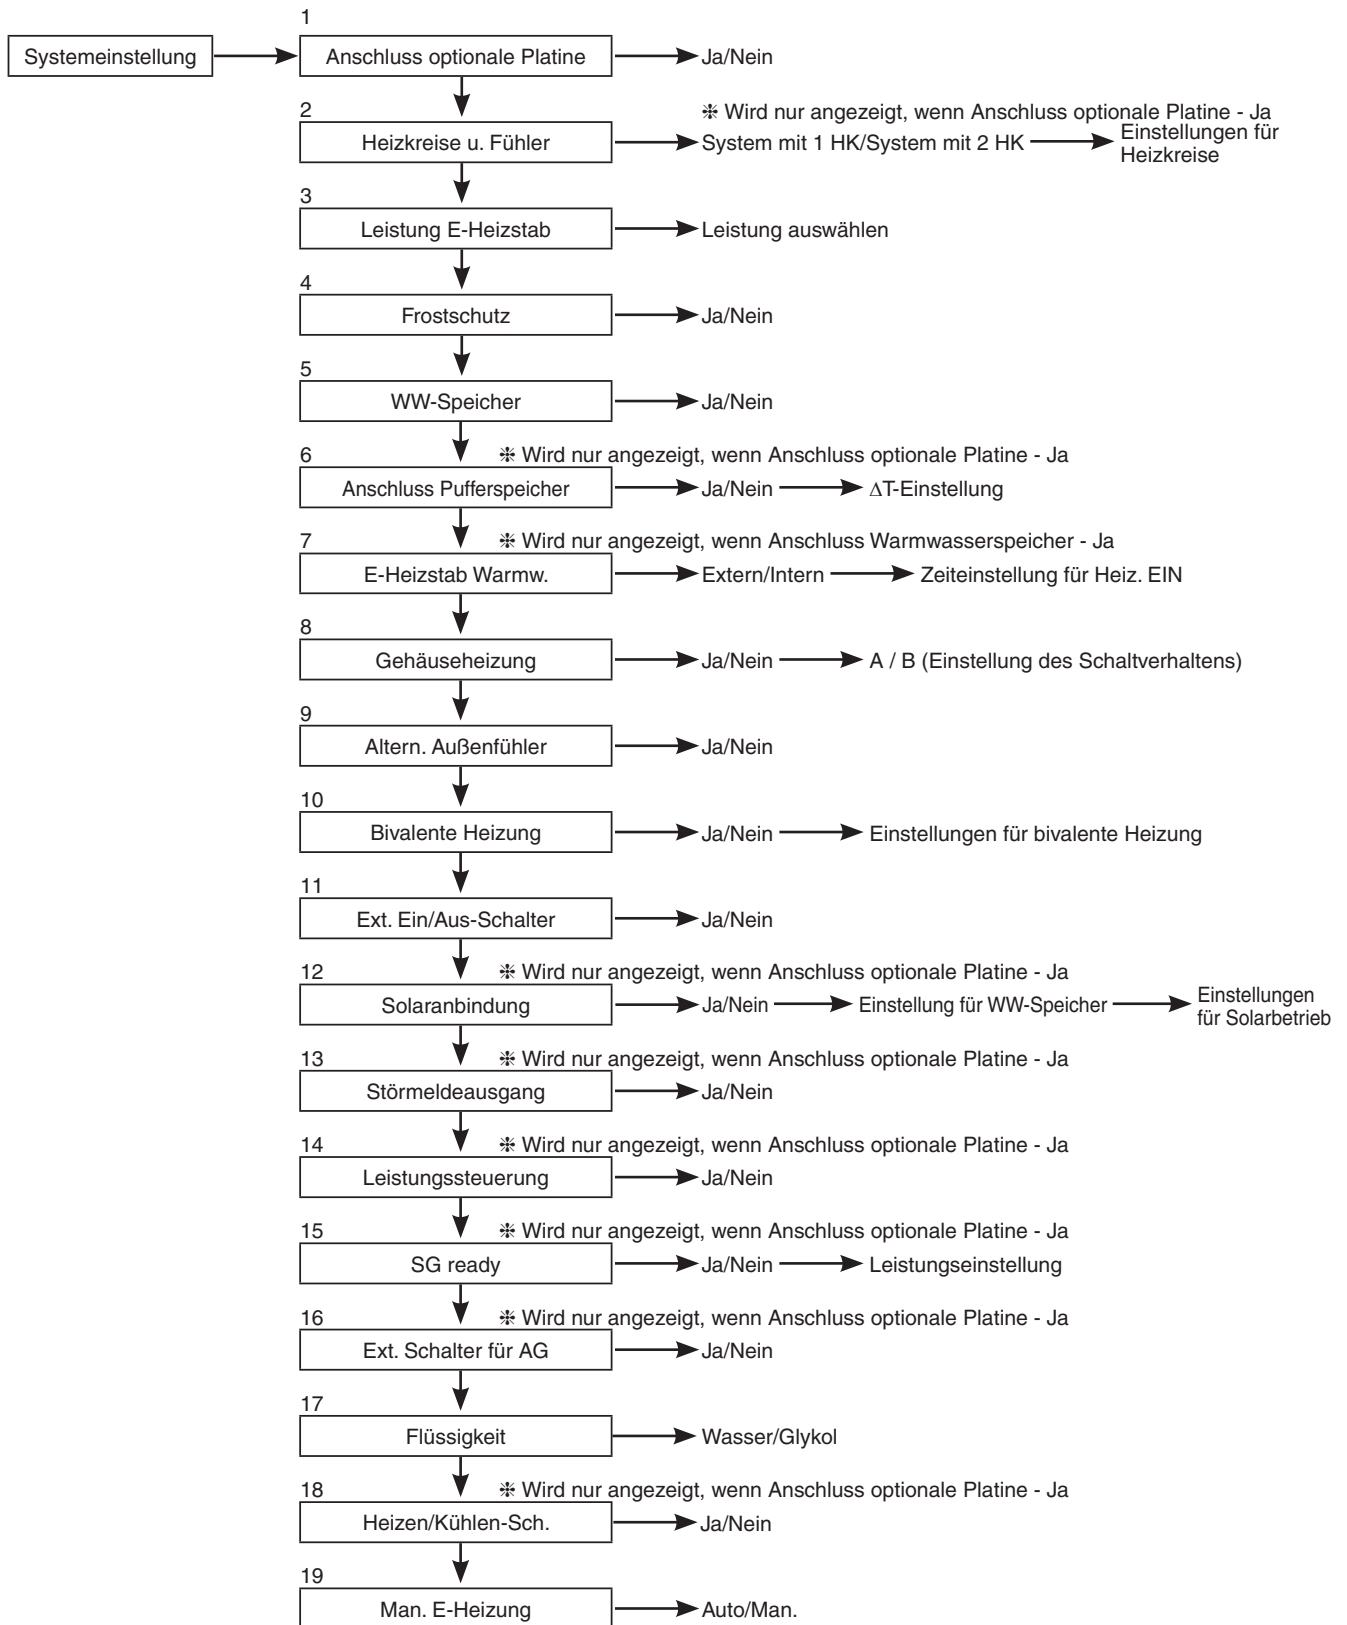 1
Systemeinstellung
Anschluss optionale Platine
Ja/Nein
2
❉ Wird nur angezeigt, wenn Anschluss optionale Platine - Ja
Heizkreise u. Fühler
System mit 1 HK/System mit 2 HK
Einstellungen für
Heizkreise
3
Leistung E-Heizstab
Leistung auswählen
4
Frostschutz
Ja/Nein
5
WW-Speicher
Ja/Nein
6
❉ Wird nur angezeigt, wenn Anschluss optionale Platine - Ja
Anschluss Pufferspeicher
Ja/Nein
ΔT-Einstellung
7
❉ Wird nur angezeigt, wenn Anschluss Warmwasserspeicher - Ja
E-Heizstab Warmw.
Extern/Intern
Zeiteinstellung für Heiz. EIN
8
Gehäuseheizung
Ja/Nein
A / B (Einstellung des Schaltverhaltens)
9
Altern. Außenfühler
Ja/Nein
10
Bivalente Heizung
Ja/Nein
Einstellungen für bivalente Heizung
11
Ext. Ein/Aus-Schalter
Ja/Nein
12
❉ Wird nur angezeigt, wenn Anschluss optionale Platine - Ja
Solaranbindung
Ja/Nein
Einstellung für WW-Speicher
Einstellungen
für Solarbetrieb
13
❉ Wird nur angezeigt, wenn Anschluss optionale Platine - Ja
Störmeldeausgang
Ja/Nein
14
❉ Wird nur angezeigt, wenn Anschluss optionale Platine - Ja
Leistungssteuerung
Ja/Nein
15
❉ Wird nur angezeigt, wenn Anschluss optionale Platine - Ja
SG ready
Ja/Nein
Leistungseinstellung
16
❉ Wird nur angezeigt, wenn Anschluss optionale Platine - Ja
Ext. Schalter für AG
Ja/Nein
17
Flüssigkeit
Wasser/Glykol
18
❉ Wird nur angezeigt, wenn Anschluss optionale Platine - Ja
Heizen/Kühlen-Sch.
Ja/Nein
19
Man. E-Heizung
Auto/Man.